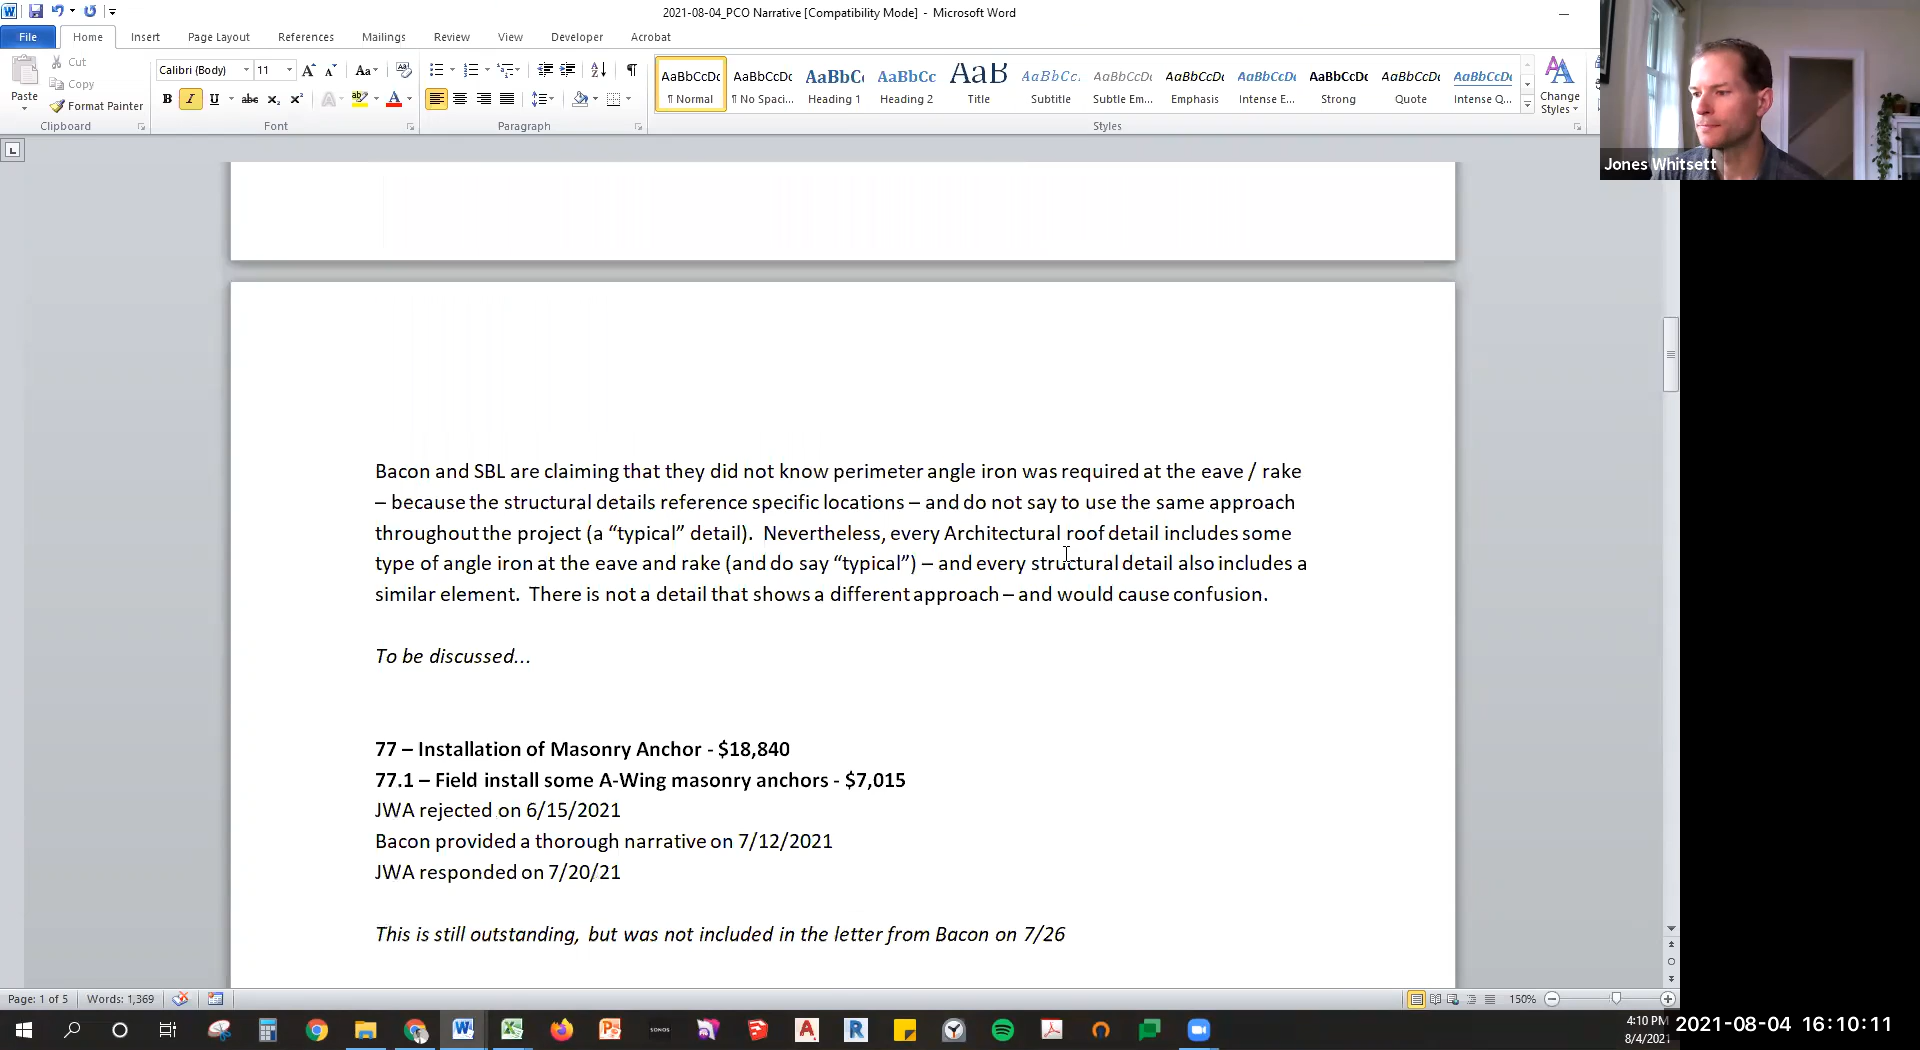 2021-08-04_PCO Narrative [Compatibility Mode] - Microsoft Word
File Home Insert Page Layout References Mailings Review View Developer Acrobat
Paste
Cut
Copy
Format Painter
Clipboard
Calibri (Body) 11
Font
Paragraph
AaBbCcDc AaBbCcDc AaBbCc AaBbCc AaB AaBbCc. AaBbCcDc AaBbCcDc AaBbCcDc AaBbCcDc AaBbCcDc AaBbCcDc
¶ Normal ¶ No Spaci... Heading 1 Heading 2 Title Subtitle Subtle Em... Emphasis Intense E... Strong Quote Intense Q...
Change Styles
Styles
Jones Whitsett
Bacon and SBL are claiming that they did not know perimeter angle iron was required at the eave / rake
– because the structural details reference specific locations – and do not say to use the same approach
throughout the project (a “typical” detail).  Nevertheless, every Architectural roof detail includes some
type of angle iron at the eave and rake (and do say “typical”) – and every structural detail also includes a
similar element.  There is not a detail that shows a different approach – and would cause confusion.
To be discussed...
77 – Installation of Masonry Anchor - $18,840
77.1 – Field install some A-Wing masonry anchors - $7,015
JWA rejected on 6/15/2021
Bacon provided a thorough narrative on 7/12/2021
JWA responded on 7/20/21
This is still outstanding, but was not included in the letter from Bacon on 7/26
Page: 1 of 5 Words: 1,369
150%
SONOS
4:10 PM
8/4/2021
2021-08-04 16:10:11